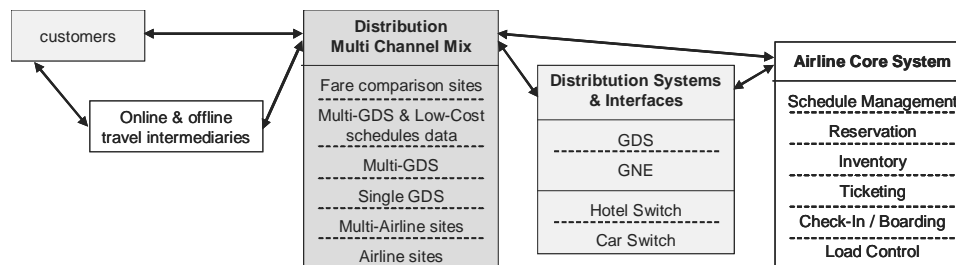 customers
Online & offline
travel intermediaries
Distribution
Multi Channel Mix
Fare comparison sites
Multi-GDS & Low-Cost
schedules data
Multi-GDS
Single GDS
Multi-Airline sites
Airline sites
Distribtution Systems
& Interfaces
GDS
GNE
Hotel Switch
Car Switch
Airline Core System
Schedule Management
Reservation
Inventory
Ticketing
Check-In / Boarding
Load Control